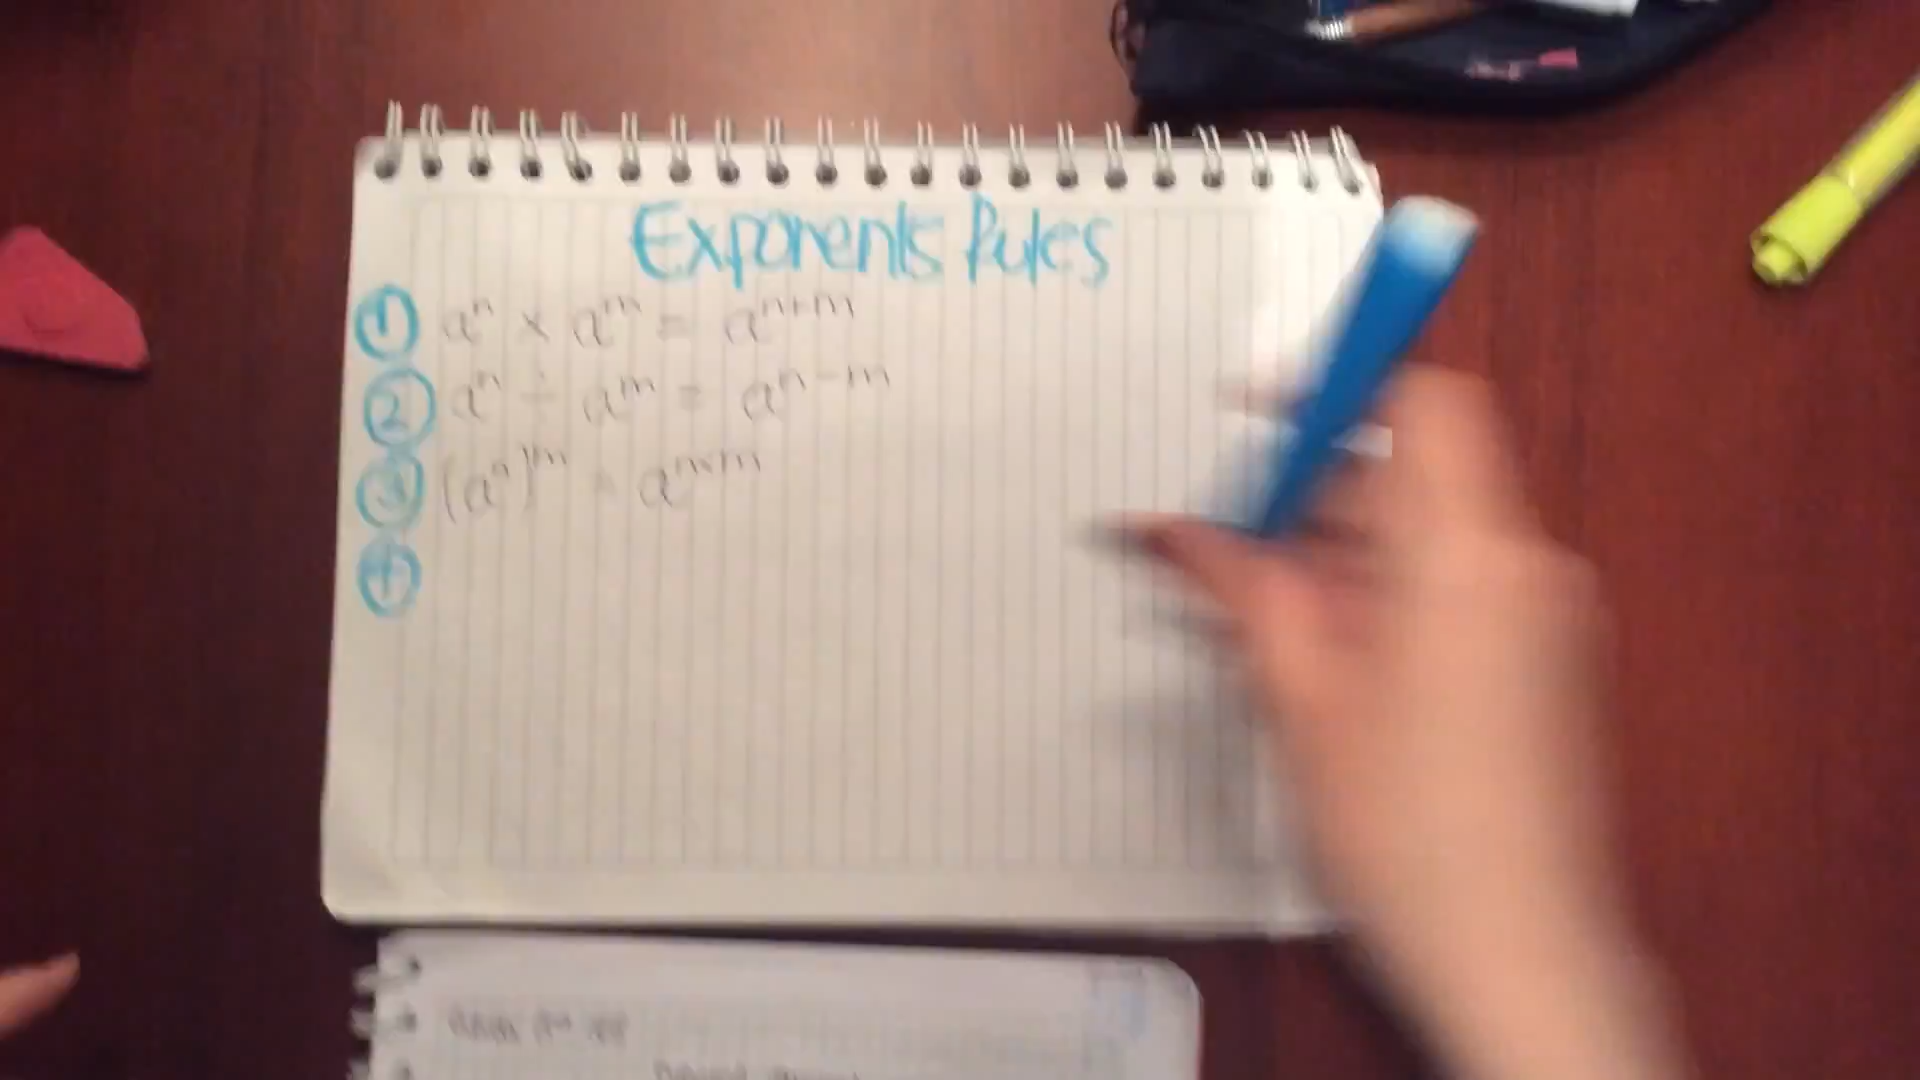 Exponents Rules
① aⁿ × aᵐ = aⁿ⁺ᵐ
② aⁿ ÷ aᵐ = aⁿ⁻ᵐ
③ (aⁿ)ᵐ = aⁿˣᵐ
④